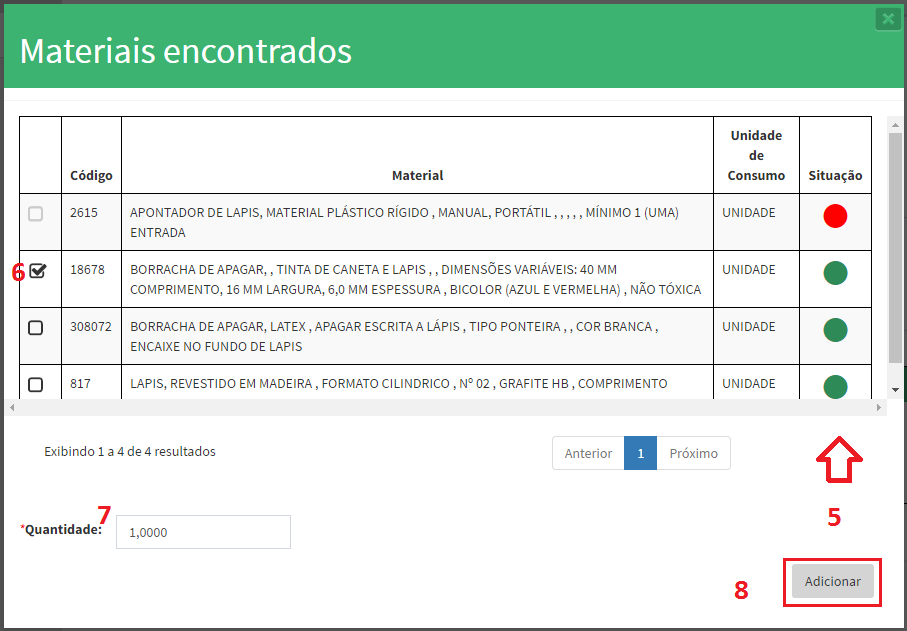 Materiais encontrados
Unidade
de
Código Material Consumo Situação
2615 APONTADOR DE LAPIS, MATERIAL PLÁSTICO RÍGIDO , MANUAL, PORTÁTIL , , , , , MÍNIMO 1 (UMA) UNIDADE
ENTRADA
6 18678 BORRACHA DE APAGAR, , TINTA DE CANETA E LAPIS , , DIMENSÕES VARIÁVEIS: 40 MM UNIDADE
COMPRIMENTO, 16 MM LARGURA, 6,0 MM ESPESSURA , BICOLOR (AZUL E VERMELHA) , NÃO TÓXICA
308072 BORRACHA DE APAGAR, LATEX , APAGAR ESCRITA A LÁPIS , TIPO PONTEIRA , , COR BRANCA , UNIDADE
ENCAIXE NO FUNDO DE LAPIS
817 LAPIS, REVESTIDO EM MADEIRA , FORMATO CILINDRICO , Nº 02 , GRAFITE HB , COMPRIMENTO UNIDADE
Exibindo 1 a 4 de 4 resultados Anterior 1 Próximo
5
7
*Quantidade: 1,0000
8 Adicionar